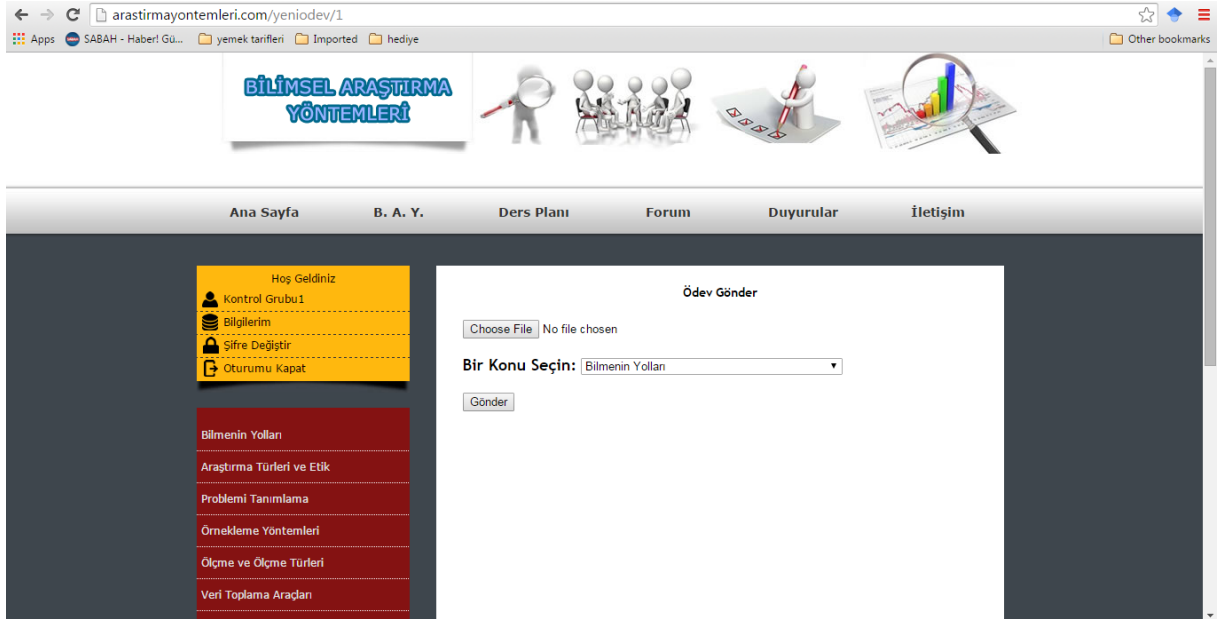 arastirmayontemleri.com/yeniodev/1
Apps SABAH - Haber! Gü... yemek tarifleri Imported hediye Other bookmarks
BİLİMSEL ARAŞTIRMA
YÖNTEMLERİ
Ana Sayfa B. A. Y. Ders Planı Forum Duyurular İletişim
Hoş Geldiniz
Kontrol Grubu1
Bilgilerim
Şifre Değiştir
Oturumu Kapat
Ödev Gönder
Choose File No file chosen
Bir Konu Seçin: Bilmenin Yolları
Gönder
Bilmenin Yolları
Araştırma Türleri ve Etik
Problemi Tanımlama
Örnekleme Yöntemleri
Ölçme ve Ölçme Türleri
Veri Toplama Araçları